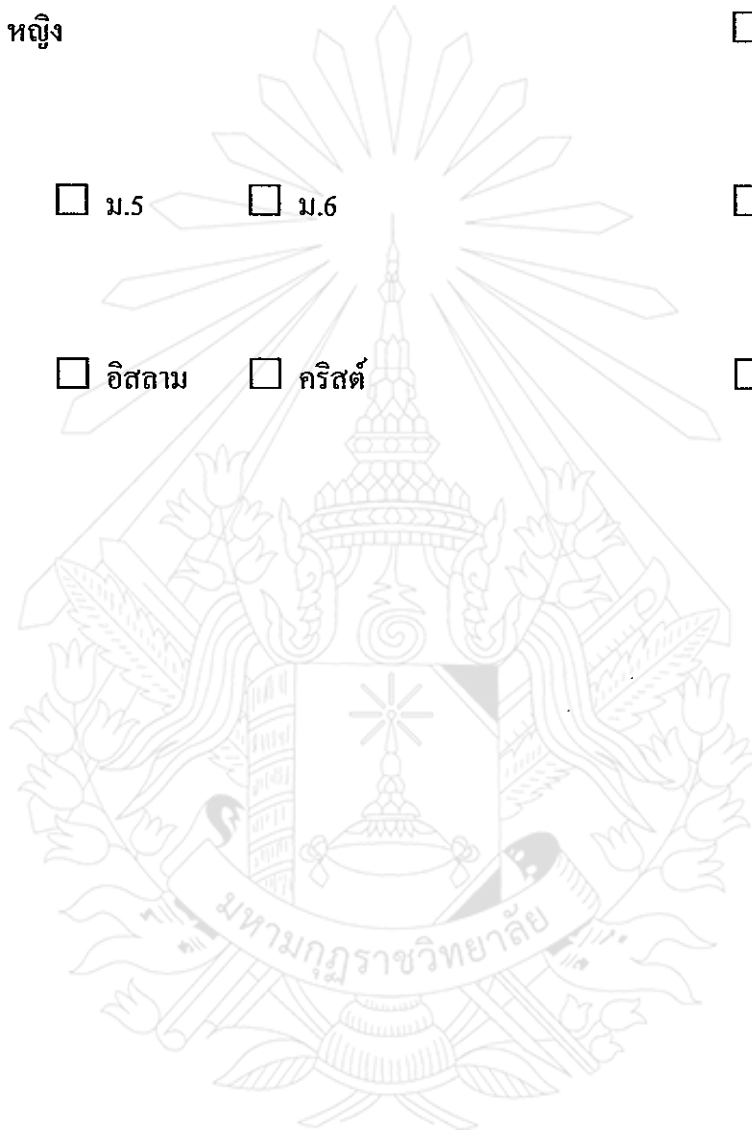 หญิง
☐ ม.5 ☐ ม.6
☐ อิสลาม ☐ คริสต์
มหามกุฏราชวิทยาลัย